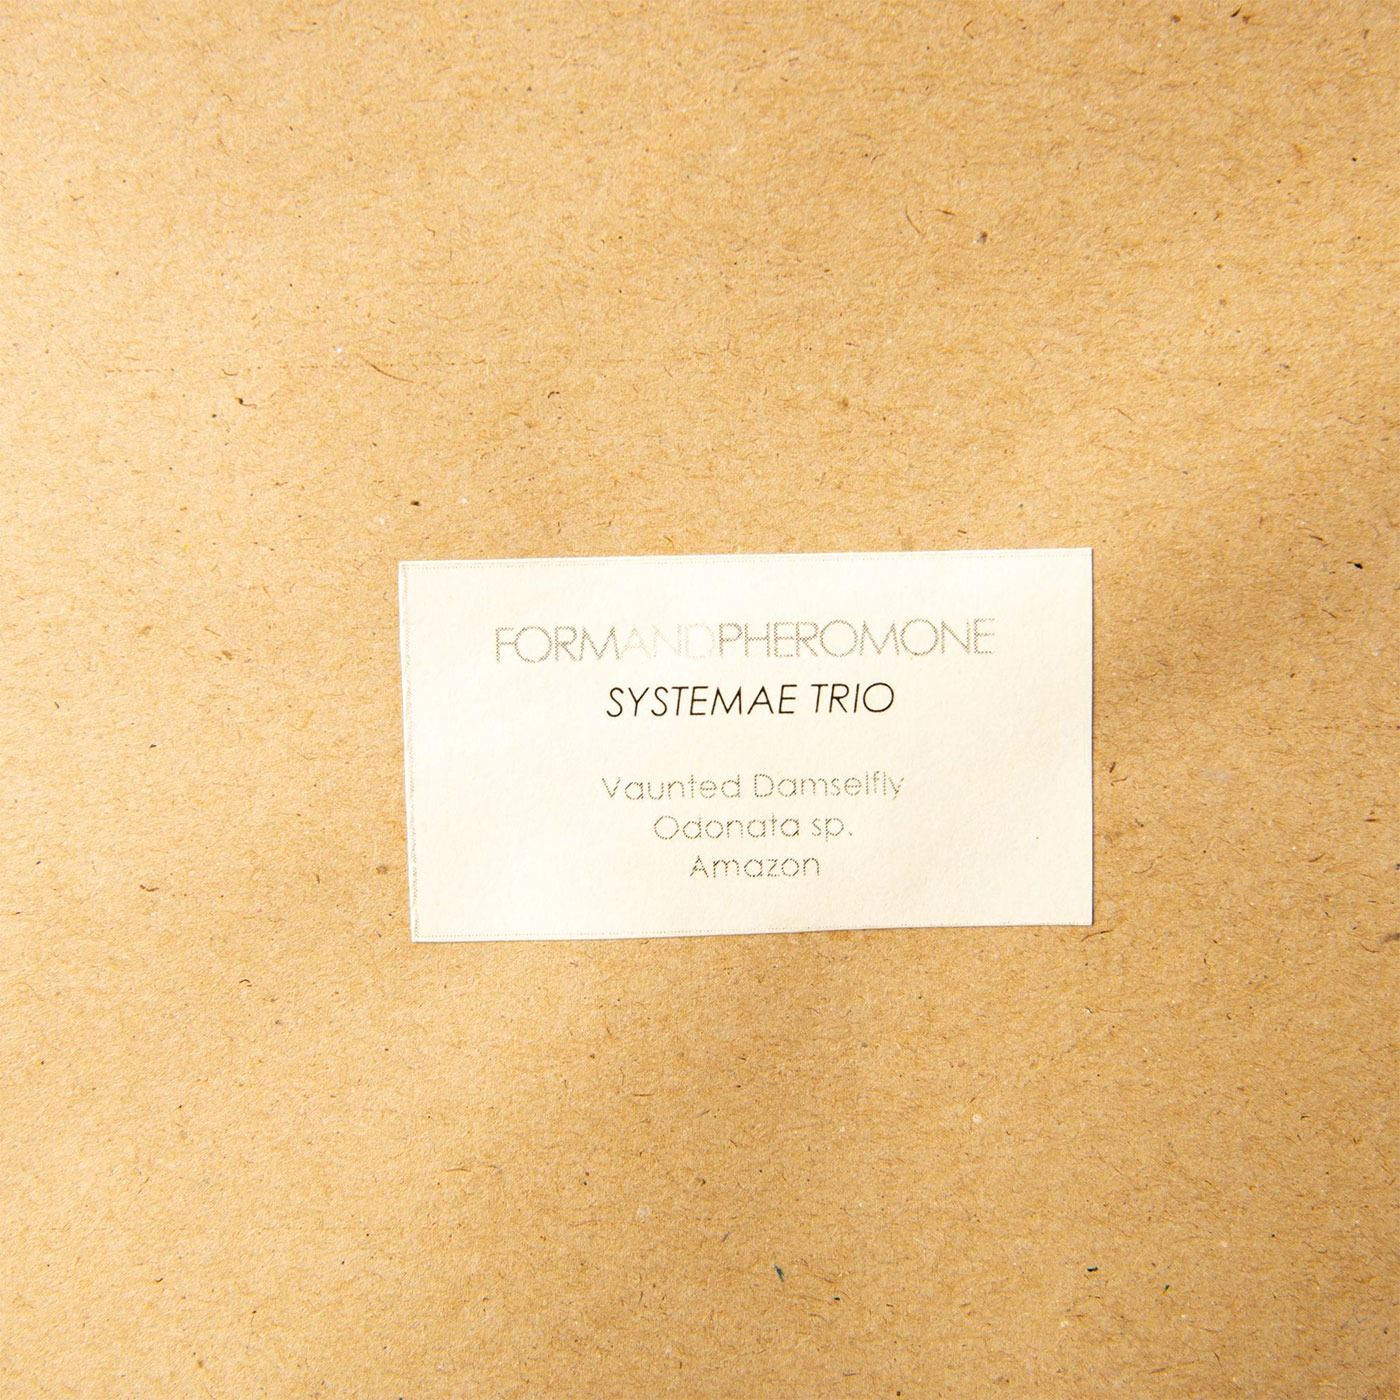 FORMANDPHEROMONE
SYSTEMAE TRIO
Vaunted Damselfly
Odonata sp.
Amazon